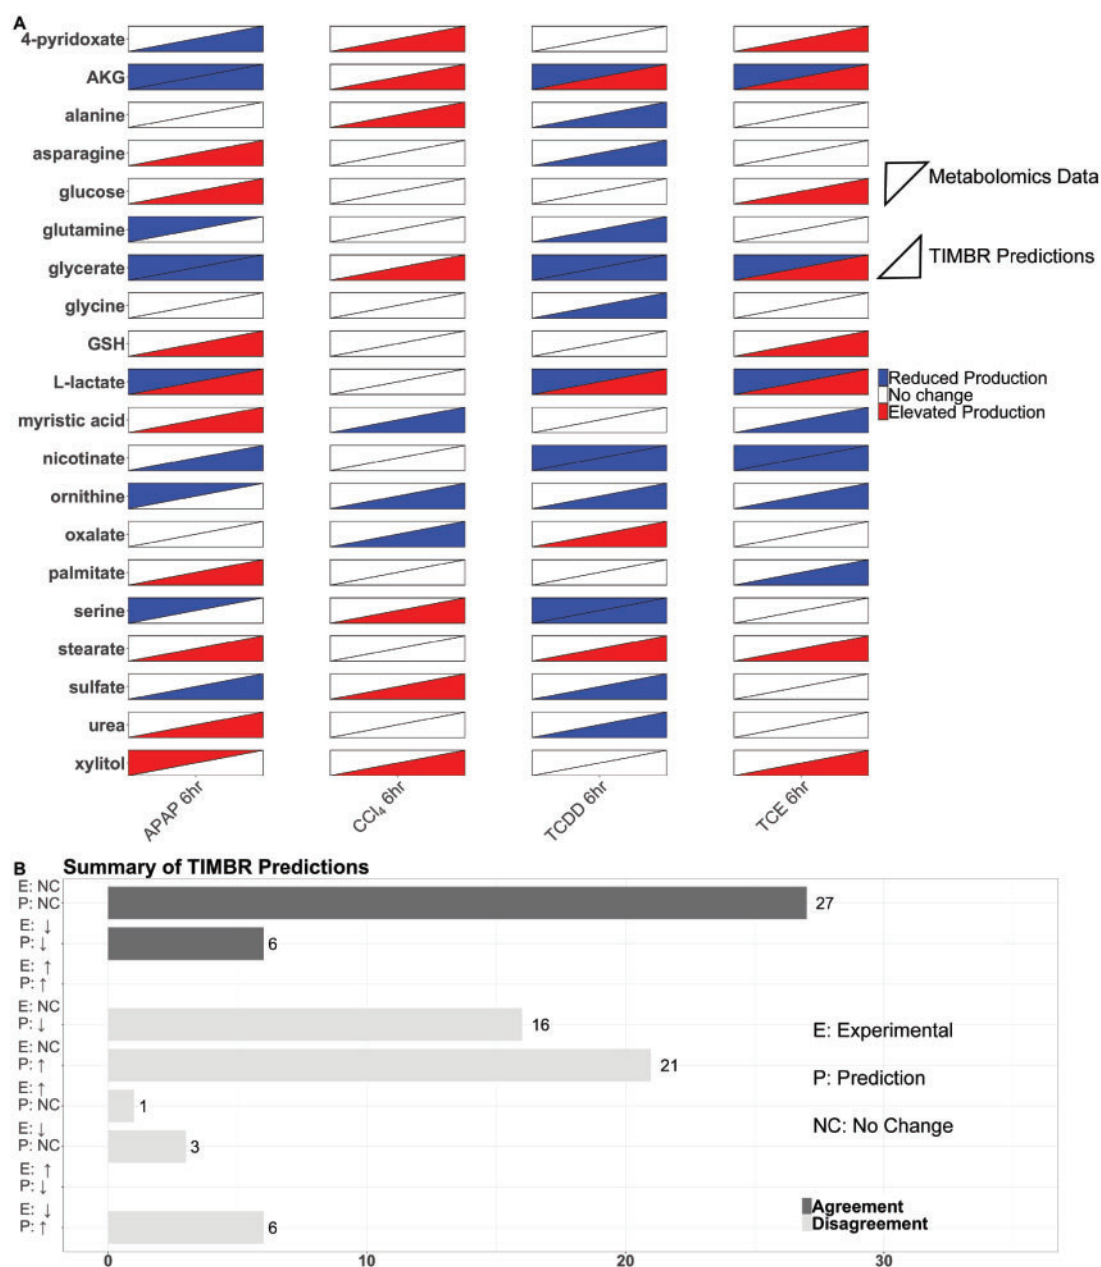 A
4-pyridoxate
AKG
alanine
asparagine
glucose
glutamine
glycerate
glycine
GSH
L-lactate
myristic acid
nicotinate
ornithine
oxalate
palmitate
serine
stearate
sulfate
urea
xylitol
Metabolomics Data
TIMBR Predictions
Reduced Production
No change
Elevated Production
APAP 6hr
CCl₄ 6hr
TCDD 6hr
TCE 6hr
B Summary of TIMBR Predictions
E: NC
P: NC
27
E: ↓
P: ↓
6
E: ↑
P: ↑
E: NC
P: ↓
16
E: NC
P: ↑
21
E: ↑
P: NC
1
E: ↓
P: NC
3
E: ↑
P: ↓
E: ↓
P: ↑
6
E: Experimental
P: Prediction
NC: No Change
Agreement
Disagreement
0 10 20 30